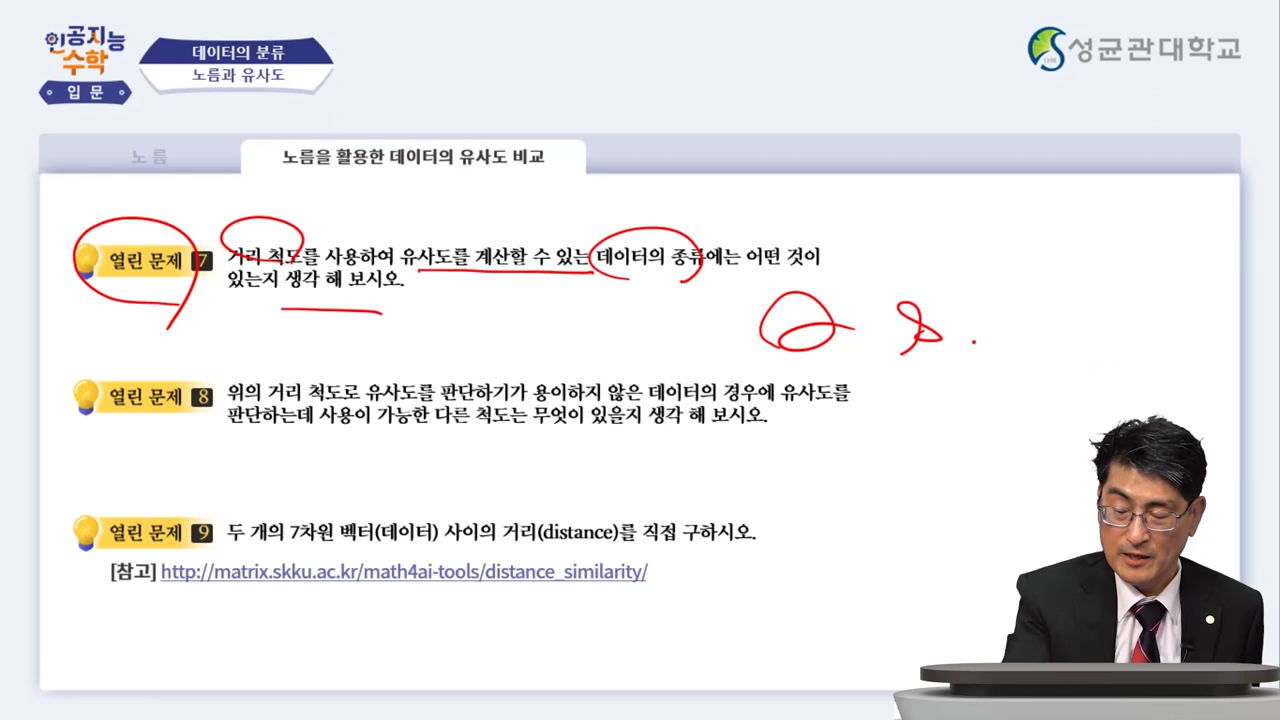 인공지능
수학
입문
데이터의 분류
노름과 유사도
성균관대학교
노름
노름을 활용한 데이터의 유사도 비교
열린 문제 7 거리 척도를 사용하여 유사도를 계산할 수 있는 데이터의 종류에는 어떤 것이
있는지 생각 해 보시오.
열린 문제 8 위의 거리 척도로 유사도를 판단하기가 용이하지 않은 데이터의 경우에 유사도를
판단하는데 사용이 가능한 다른 척도는 무엇이 있을지 생각 해 보시오.
열린 문제 9 두 개의 7차원 벡터(데이터) 사이의 거리(distance)를 직접 구하시오.
[참고] http://matrix.skku.ac.kr/math4ai-tools/distance_similarity/